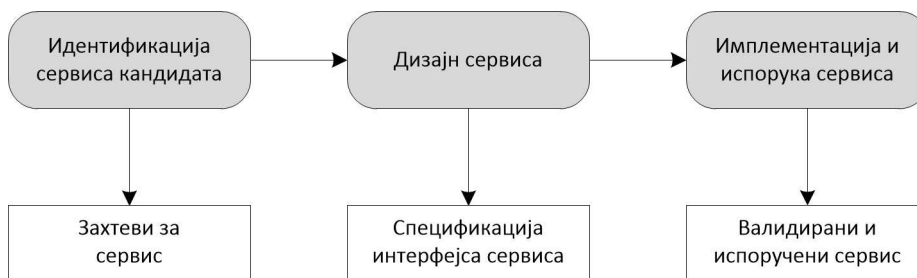 Идентификација
сервиса кандидата
Дизајн сервиса
Имплементација и
испорука сервиса
Захтеви за
сервис
Спецификација
интерфејса сервиса
Валидирани и
испоручени сервис